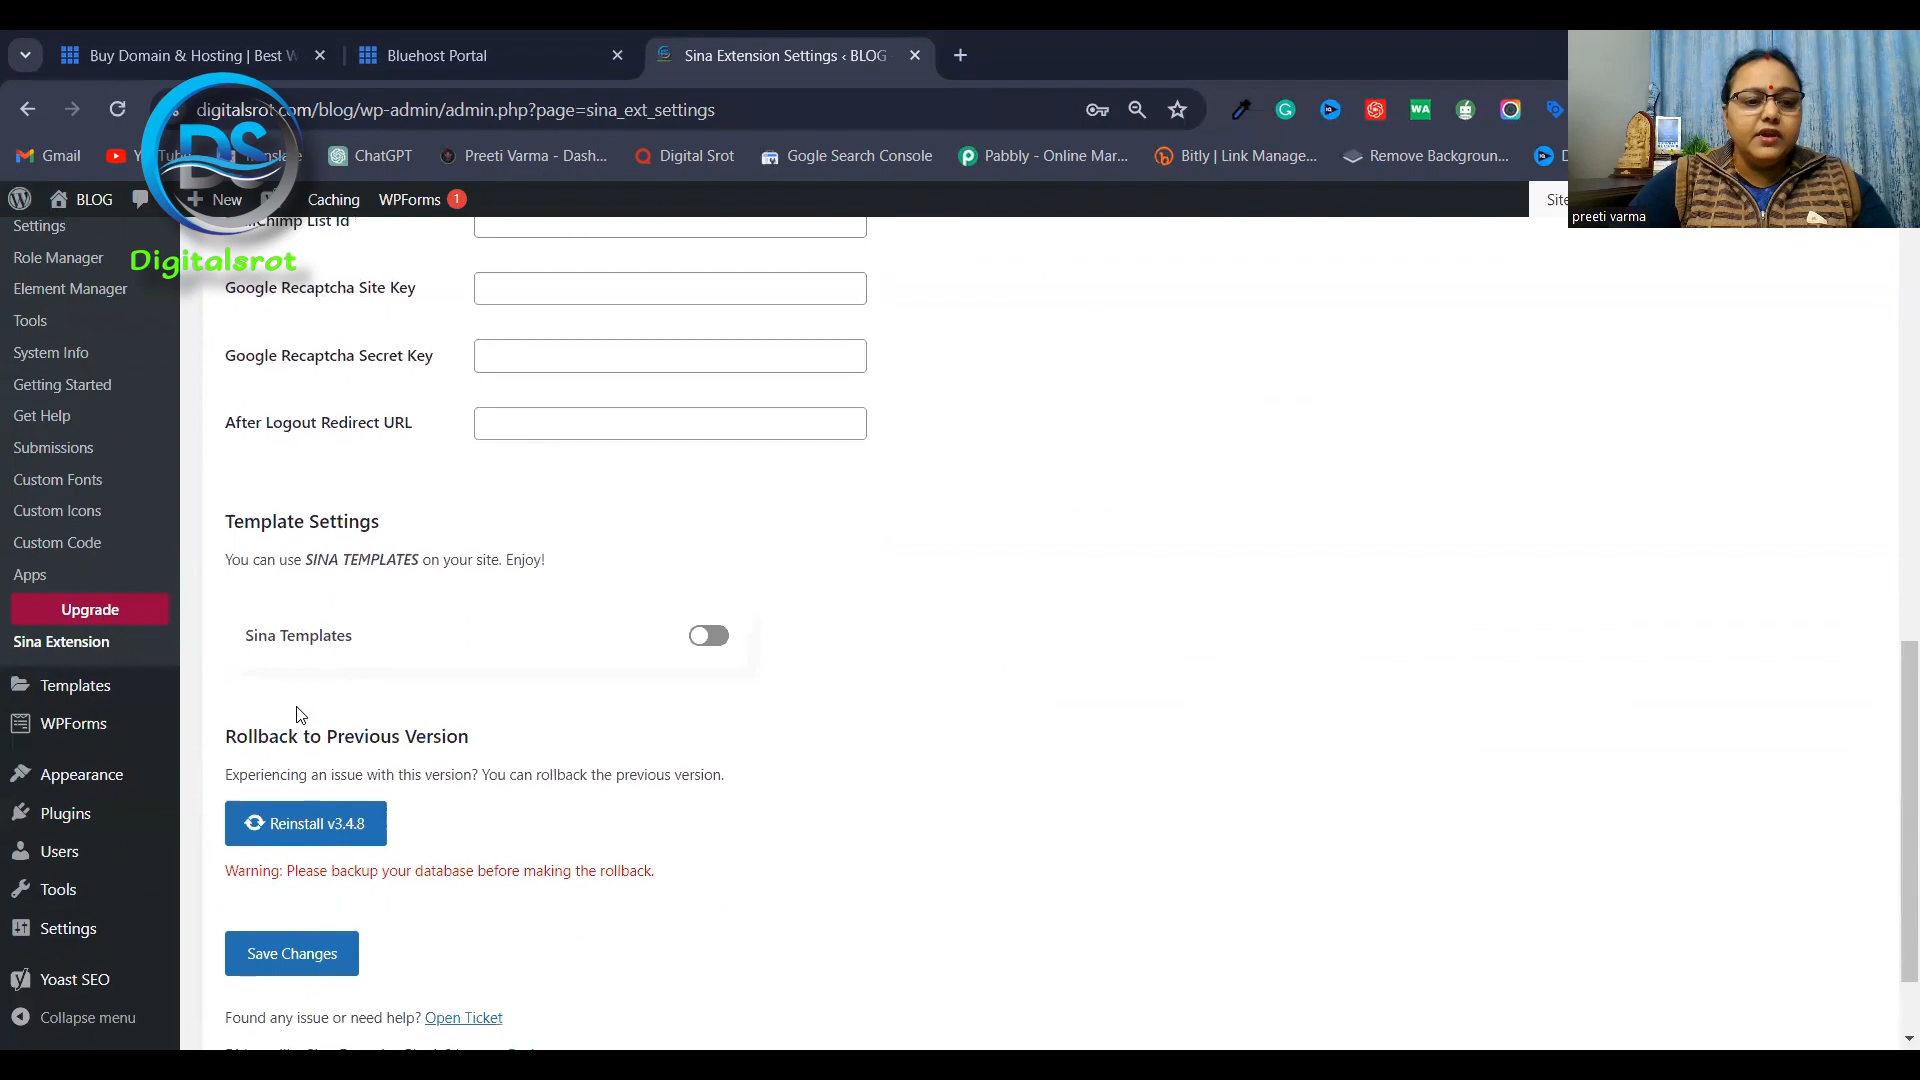 Buy Domain & Hosting | Best W
Bluehost Portal
Sina Extension Settings ‹ BLOG
digitalsrot.com/blog/wp-admin/admin.php?page=sina_ext_settings
Gmail
ChatGPT
Preeti Varma - Dash...
Digital Srot
Gogle Search Console
Pabbly - Online Mar...
Bitly | Link Manage...
Remove Backgroun...
BLOG
New
Caching
WPForms 1
Site
preeti varma
DS
Digitalsrot
Settings
Role Manager
Element Manager
Tools
System Info
Getting Started
Get Help
Submissions
Custom Fonts
Custom Icons
Custom Code
Apps
Upgrade
Sina Extension
Templates
WPForms
Appearance
Plugins
Users
Tools
Settings
Yoast SEO
Collapse menu
List Id
Google Recaptcha Site Key
Google Recaptcha Secret Key
After Logout Redirect URL
Template Settings
You can use SINA TEMPLATES on your site. Enjoy!
Sina Templates
Rollback to Previous Version
Experiencing an issue with this version? You can rollback the previous version.
Reinstall v3.4.8
Warning: Please backup your database before making the rollback.
Save Changes
Found any issue or need help? Open Ticket